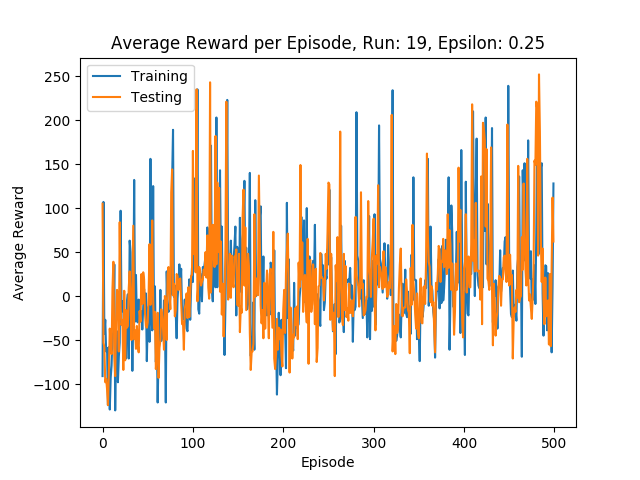 Average Reward per Episode, Run: 19, Epsilon: 0.25
Training
Testing
250
200
150
100
50
0
−50
−100
Average Reward
0 100 200 300 400 500
Episode